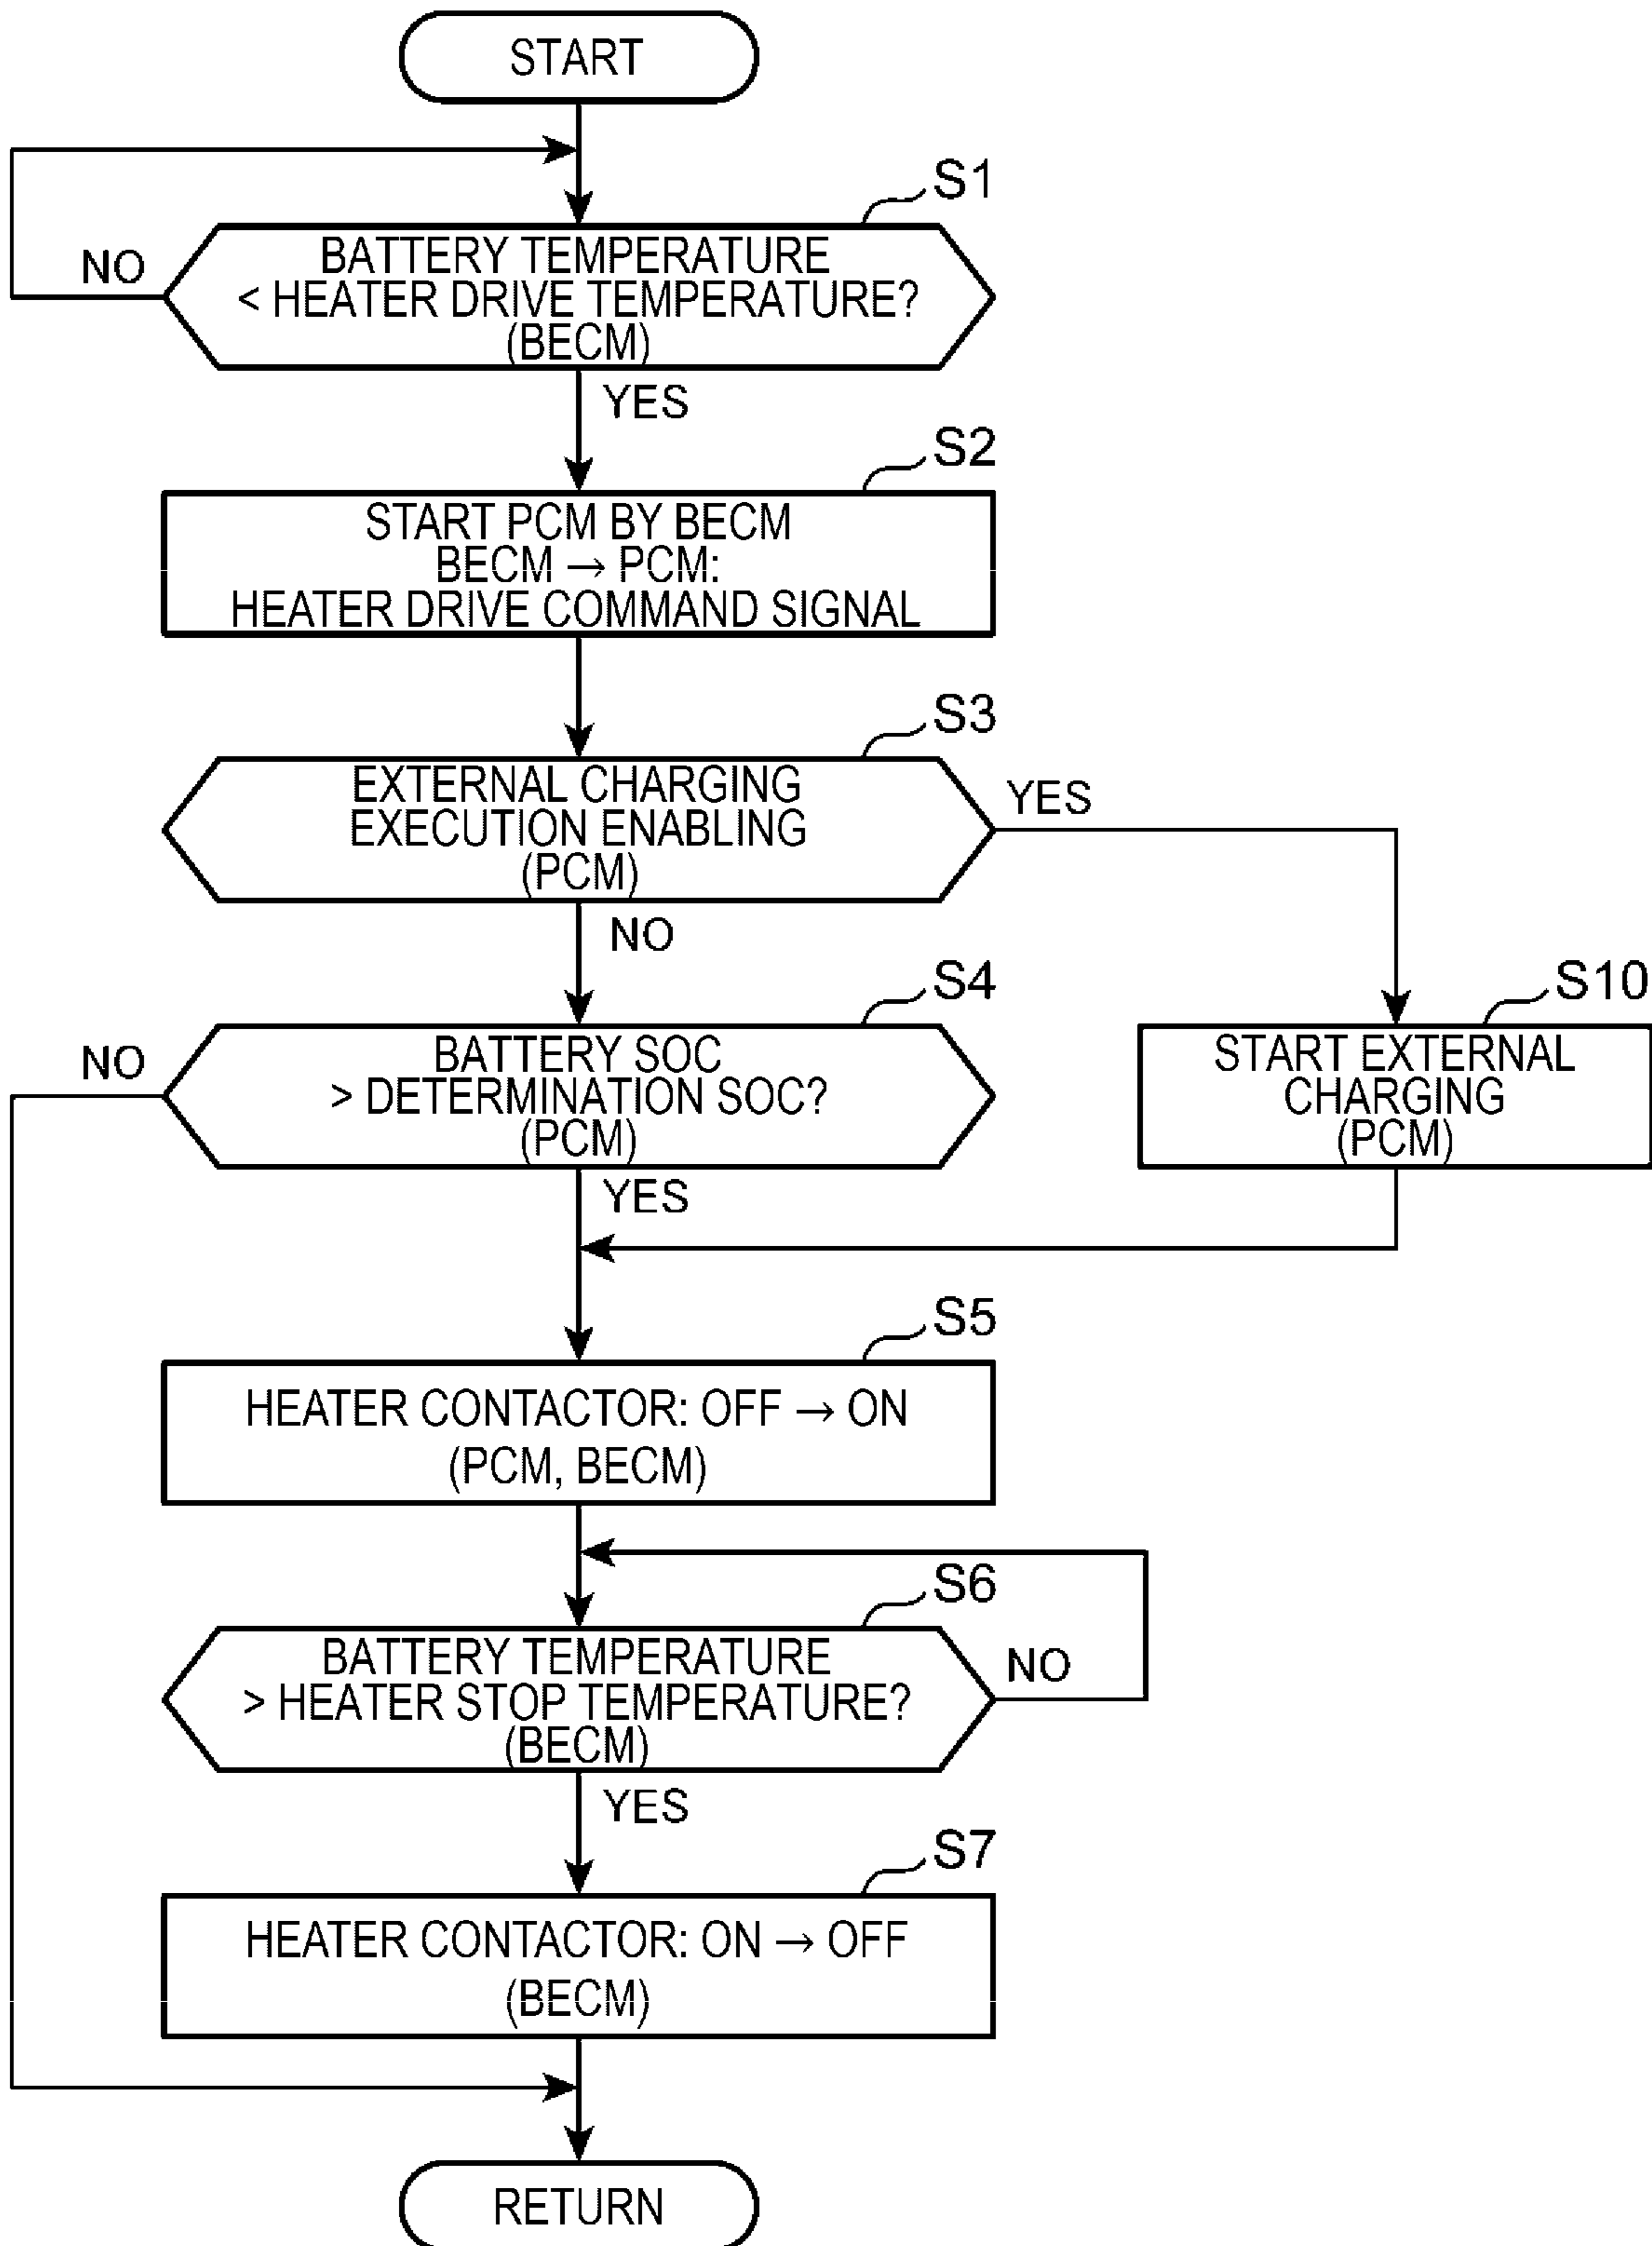 START
S1
BATTERY TEMPERATURE
< HEATER DRIVE TEMPERATURE?
(BECM)
NO
YES
S2
START PCM BY BECM
BECM → PCM:
HEATER DRIVE COMMAND SIGNAL
S3
EXTERNAL CHARGING
EXECUTION ENABLING
(PCM)
YES
NO
S4
BATTERY SOC
> DETERMINATION SOC?
(PCM)
NO
YES
S10
START EXTERNAL
CHARGING
(PCM)
S5
HEATER CONTACTOR: OFF → ON
(PCM, BECM)
S6
BATTERY TEMPERATURE
> HEATER STOP TEMPERATURE?
(BECM)
NO
YES
S7
HEATER CONTACTOR: ON → OFF
(BECM)
RETURN